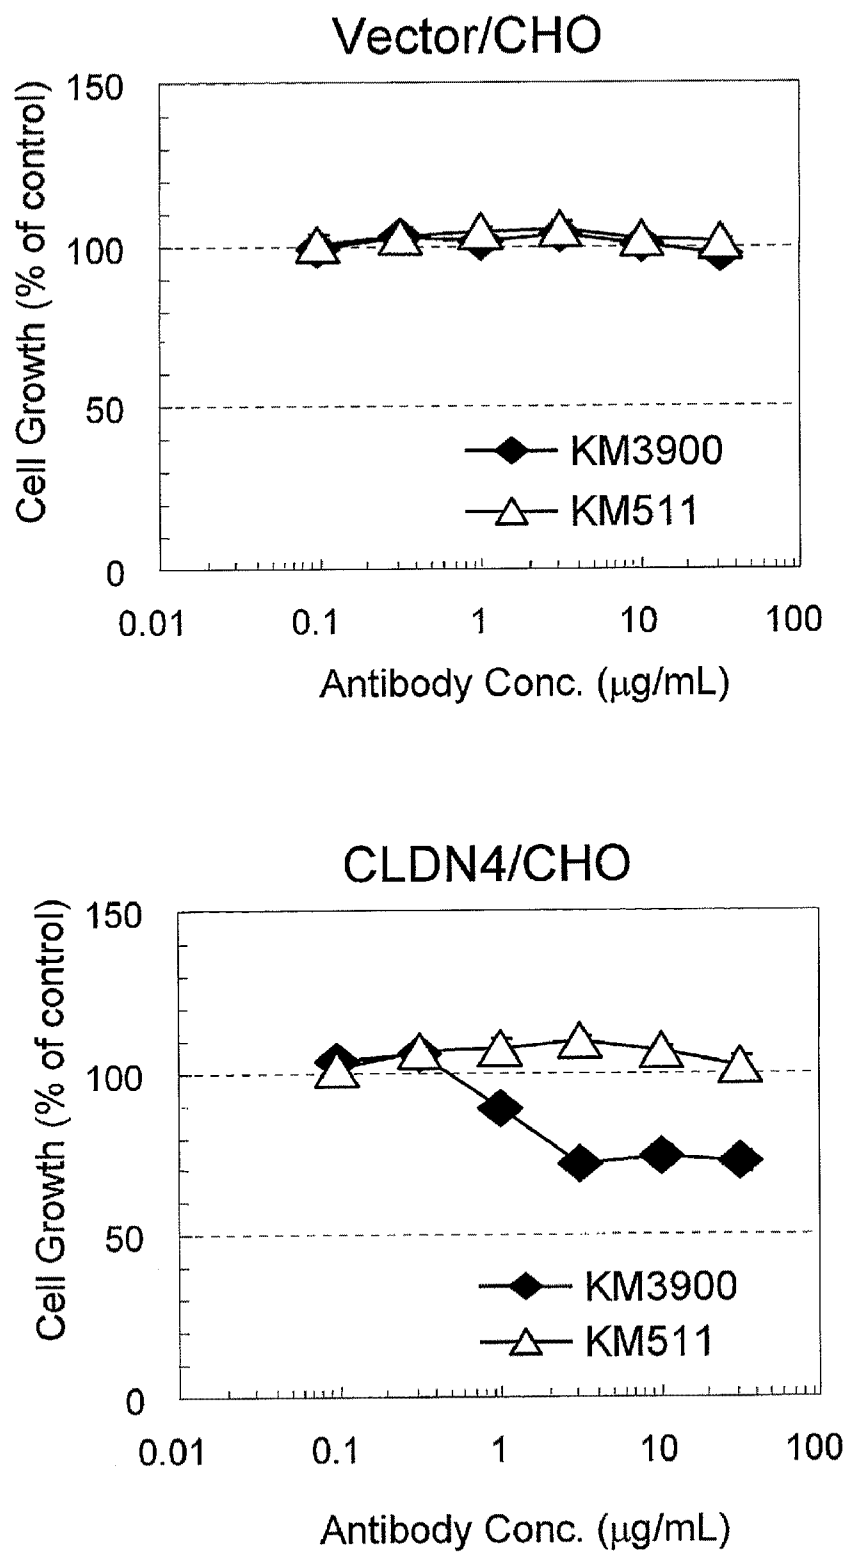 Vector/CHO
Cell Growth (% of control)
150
100
50
0
KM3900
KM511
0.01 0.1 1 10 100
Antibody Conc. (μg/mL)
CLDN4/CHO
Cell Growth (% of control)
150
100
50
0
KM3900
KM511
0.01 0.1 1 10 100
Antibody Conc. (μg/mL)